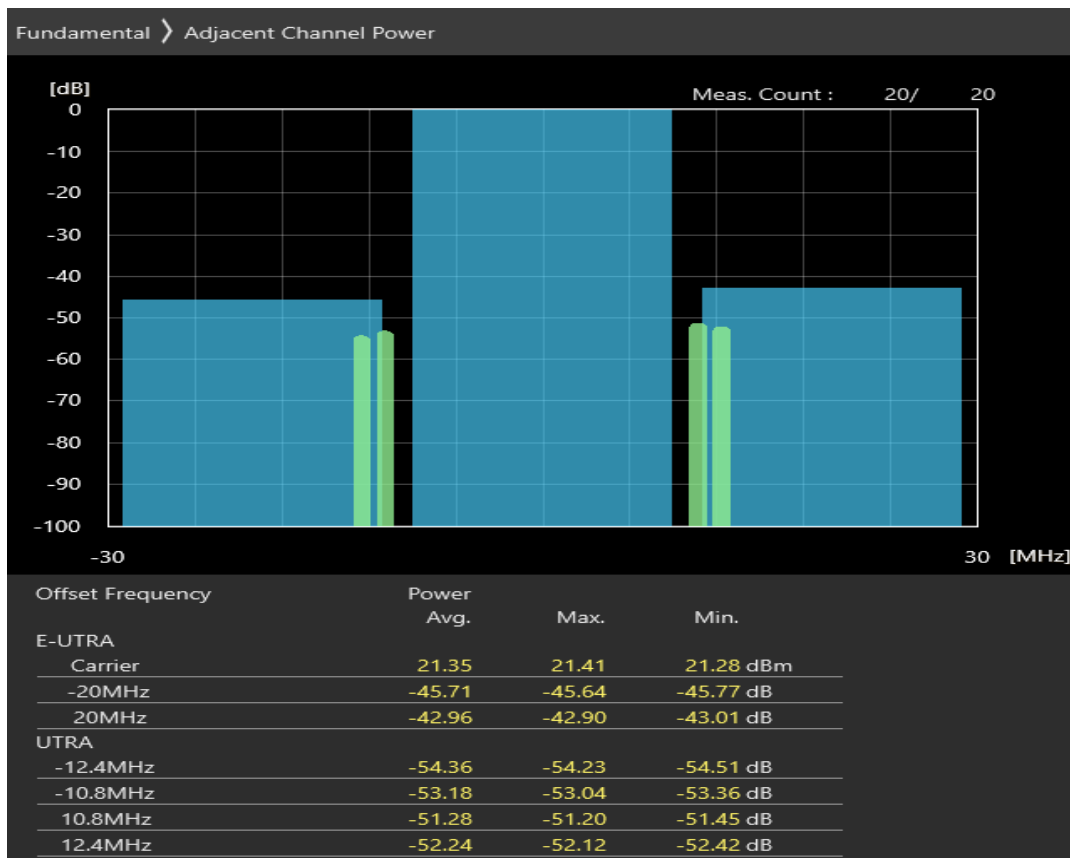 Fundamental 〉 Adjacent Channel Power
[dB]
Meas. Count : 20/ 20
0
-10
-20
-30
-40
-50
-60
-70
-80
-90
-100
-30 30 [MHz]
Offset Frequency Power
Avg. Max. Min.
E-UTRA
Carrier 21.35 21.41 21.28 dBm
-20MHz -45.71 -45.64 -45.77 dB
20MHz -42.96 -42.90 -43.01 dB
UTRA
-12.4MHz -54.36 -54.23 -54.51 dB
-10.8MHz -53.18 -53.04 -53.36 dB
10.8MHz -51.28 -51.20 -51.45 dB
12.4MHz -52.24 -52.12 -52.42 dB